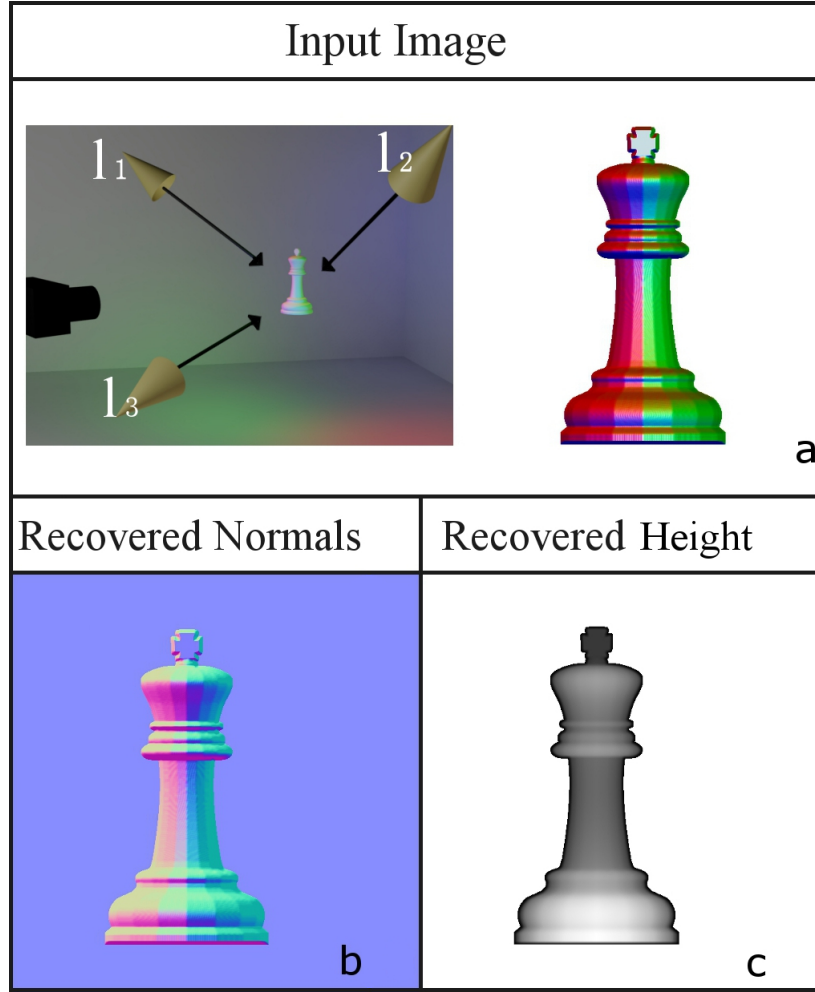 Input Image
l1
l2
l3
a
Recovered Normals
Recovered Height
b
c